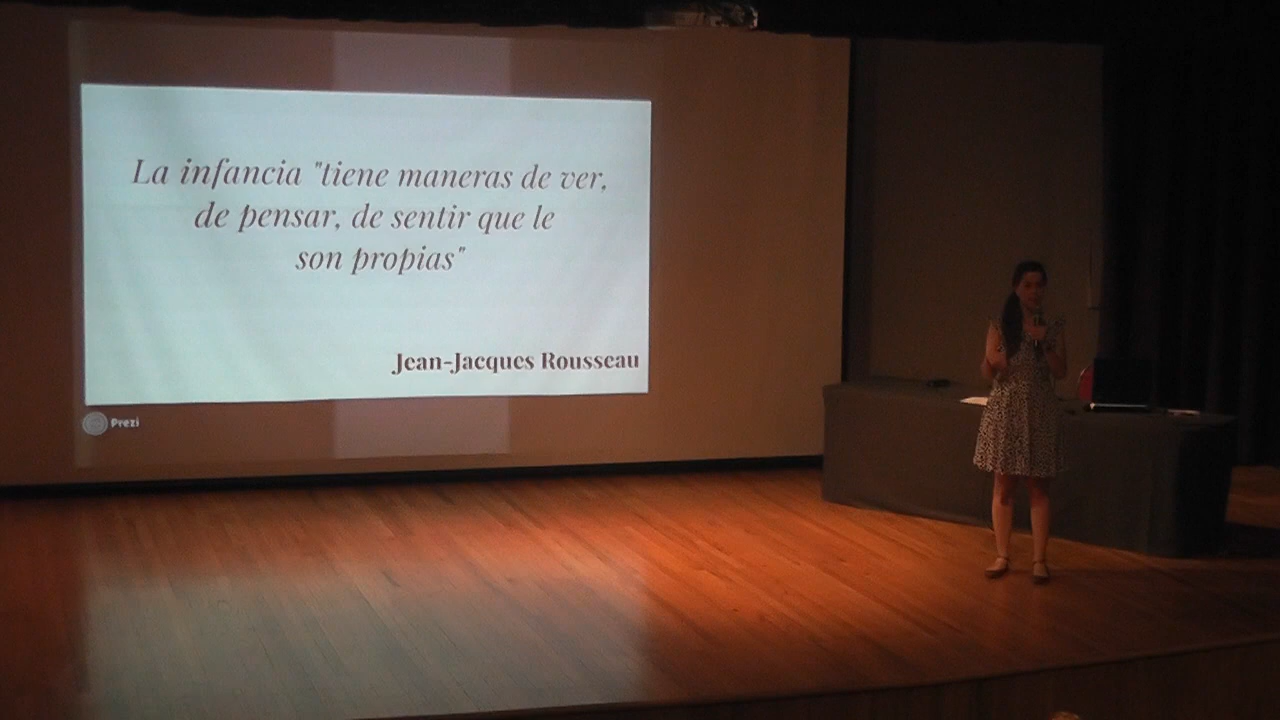 La infancia "tiene maneras de ver,
de pensar, de sentir que le
son propias"
Jean-Jacques Rousseau
Prezi